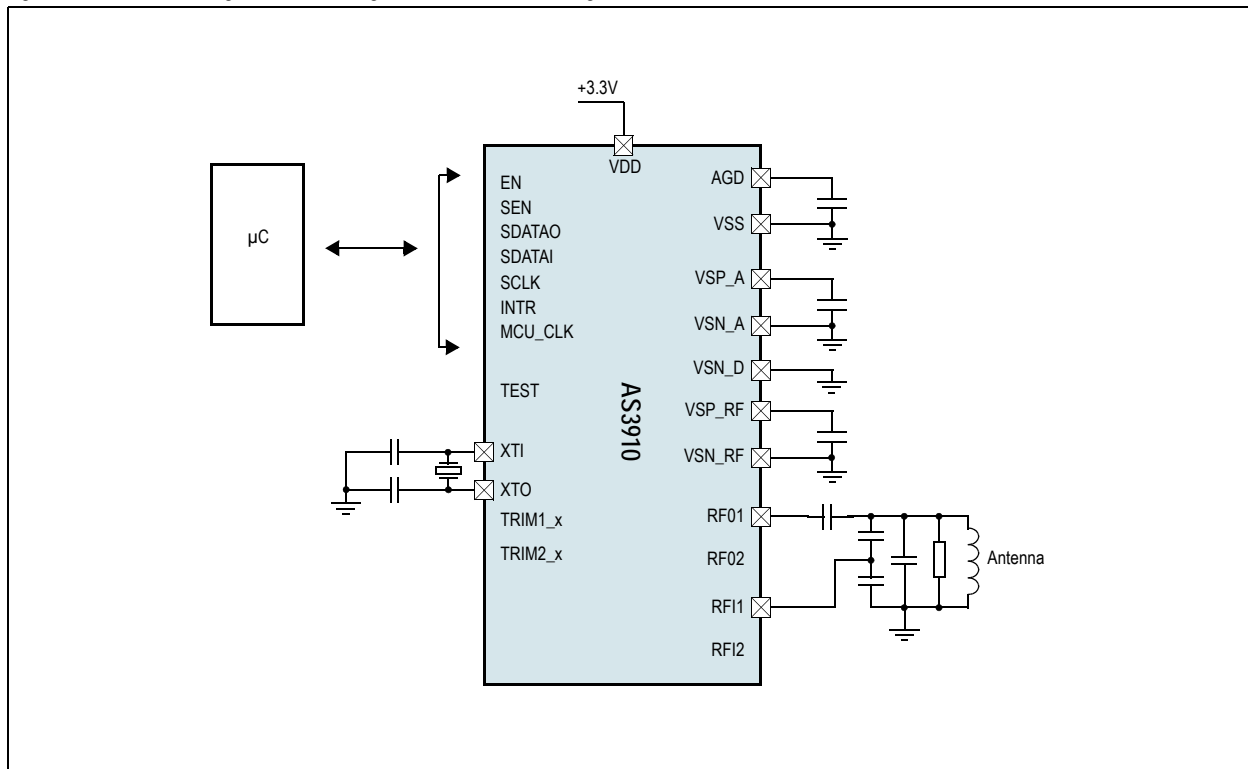 +3.3V
VDD
µC
EN
SEN
SDATAO
SDATAI
SCLK
INTR
MCU_CLK
TEST
XTI
XTO
TRIM1_x
TRIM2_x
AS3910
AGD
VSS
VSP_A
VSN_A
VSN_D
VSP_RF
VSN_RF
RF01
RF02
RFI1
RFI2
Antenna